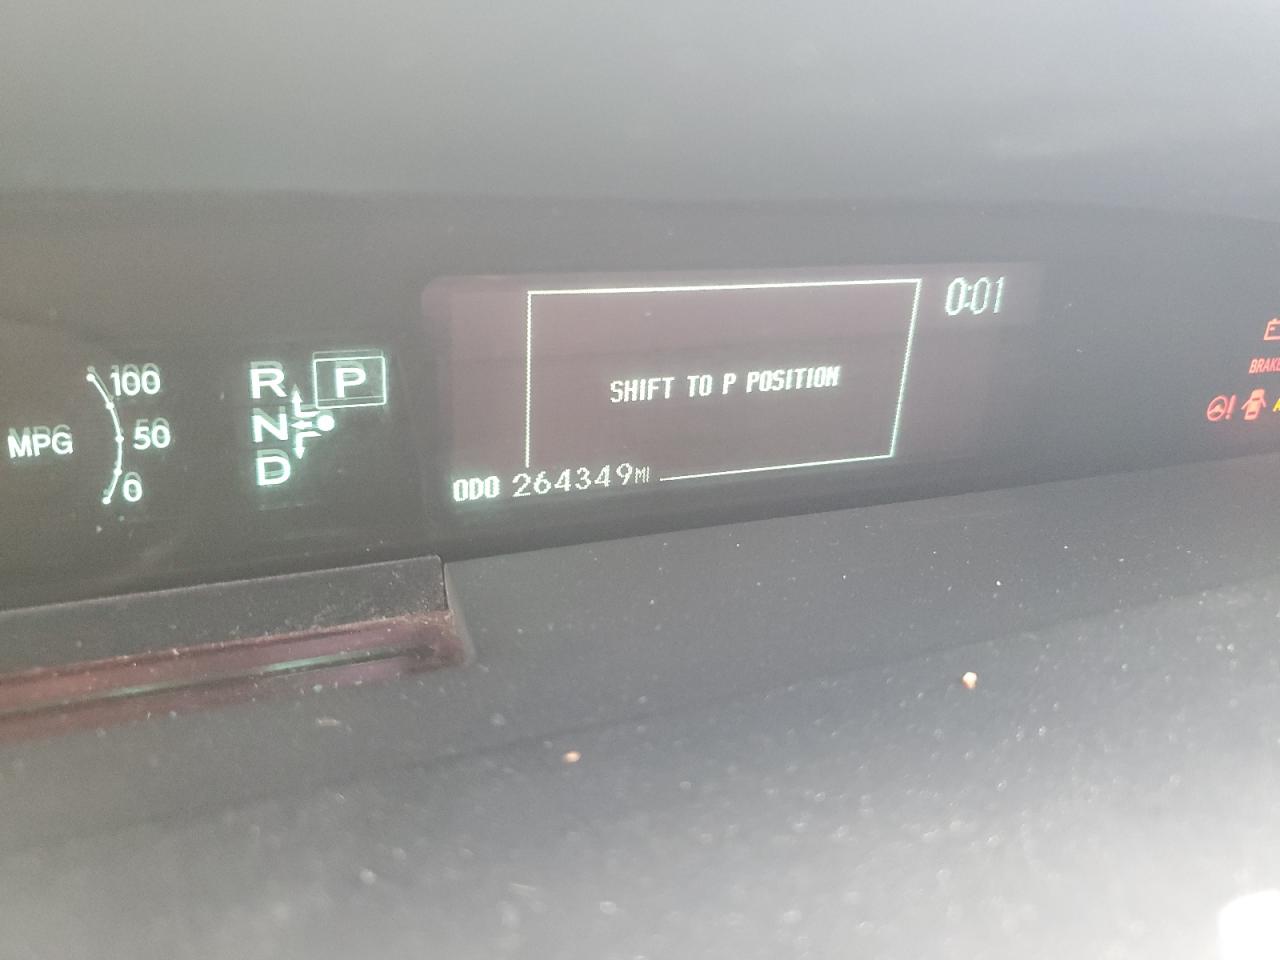 100
MPG
50
0
R
P
N
D
SHIFT TO P POSITION
0:01
ODO 264349MI
BRAKE
!